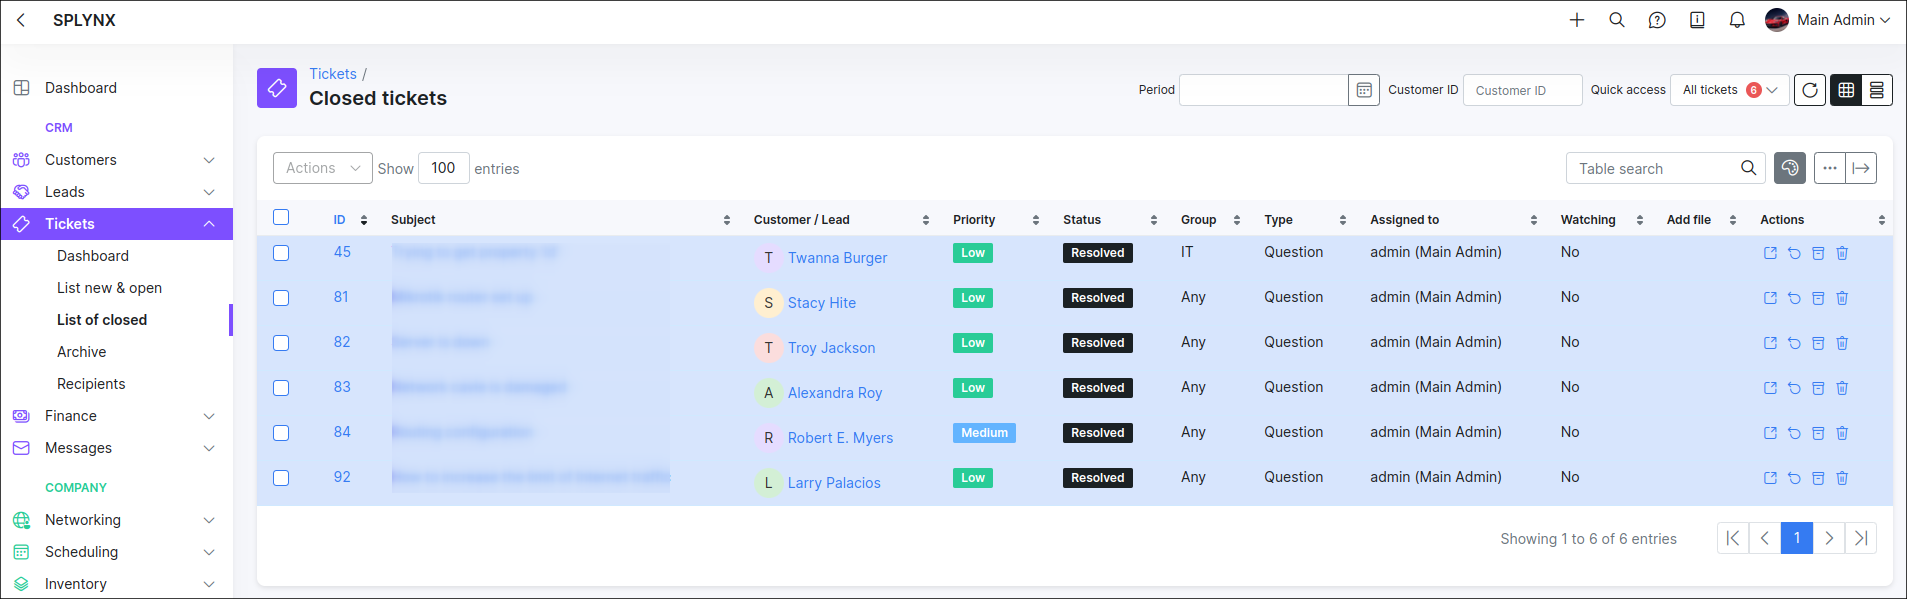 SPLYNX
Main Admin
Dashboard
CRM
Customers
Leads
Tickets
Dashboard
List new & open
List of closed
Archive
Recipients
Finance
Messages
COMPANY
Networking
Scheduling
Inventory
Tickets /
Closed tickets
Period Customer ID Customer ID Quick access All tickets 6
Actions Show 100 entries Table search
ID Subject Customer / Lead Priority Status Group Type Assigned to Watching Add file Actions
45 T Twanna Burger Low Resolved IT Question admin (Main Admin) No
81 S Stacy Hite Low Resolved Any Question admin (Main Admin) No
82 T Troy Jackson Low Resolved Any Question admin (Main Admin) No
83 A Alexandra Roy Low Resolved Any Question admin (Main Admin) No
84 R Robert E. Myers Medium Resolved Any Question admin (Main Admin) No
92 L Larry Palacios Low Resolved Any Question admin (Main Admin) No
Showing 1 to 6 of 6 entries 1